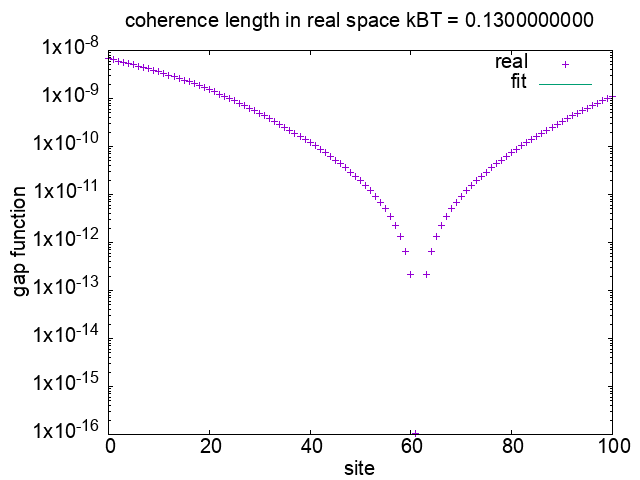 coherence length in real space kBT = 0.1300000000
real
fit
1x10^-8
1x10^-9
1x10^-10
1x10^-11
1x10^-12
1x10^-13
1x10^-14
1x10^-15
1x10^-16
gap function
0 20 40 60 80 100
site